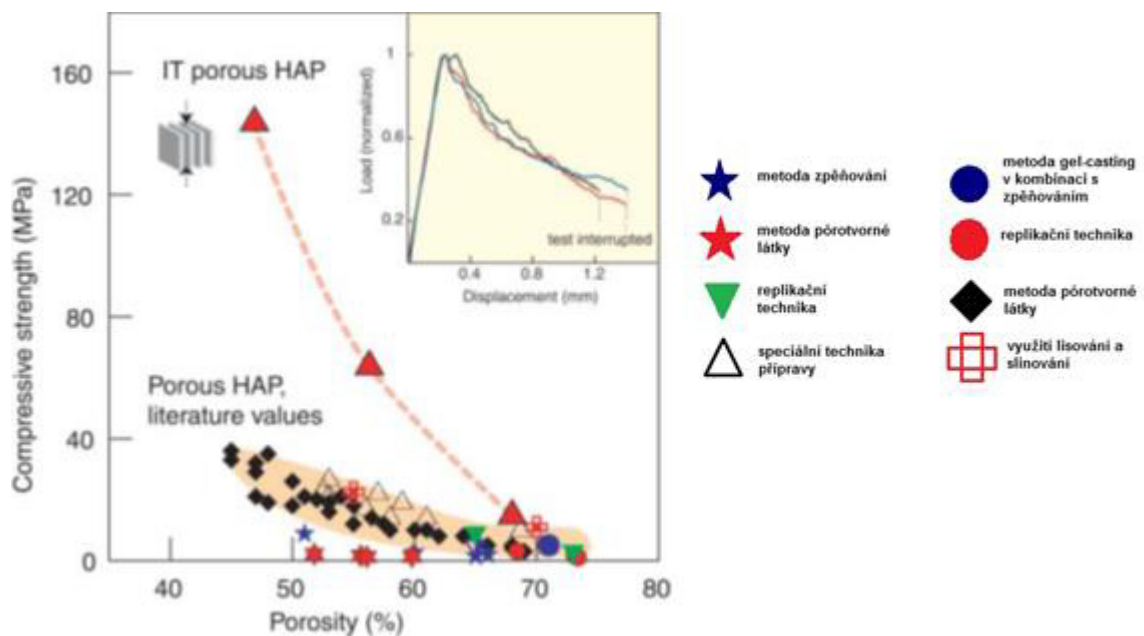 IT porous HAP
Porous HAP,
literature values
Compressive strength (MPa)
160
120
80
40
0
40
50
60
70
80
Porosity (%)
Load (normalized)
1
0.6
0.2
0.4
0.8
1.2
test interrupted
Displacement (mm)
metoda zpěňování
metoda pórotvorné
látky
replikační
technika
speciální technika
přípravy
metoda gel-casting
v kombinaci s
zpěňováním
replikační technika
metoda pórotvorné
látky
využití lisování a
slinování